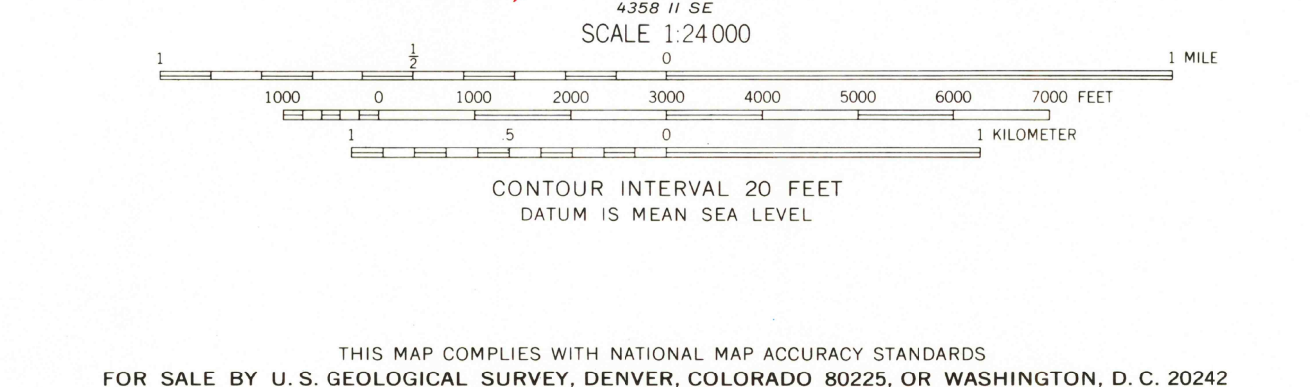 4358 II SE
SCALE 1:24 000
1 1/2 0 1 MILE
1000 0 1000 2000 3000 4000 5000 6000 7000 FEET
1 .5 0 1 KILOMETER
CONTOUR INTERVAL 20 FEET
DATUM IS MEAN SEA LEVEL
THIS MAP COMPLIES WITH NATIONAL MAP ACCURACY STANDARDS
FOR SALE BY U. S. GEOLOGICAL SURVEY, DENVER, COLORADO 80225, OR WASHINGTON, D. C. 20242